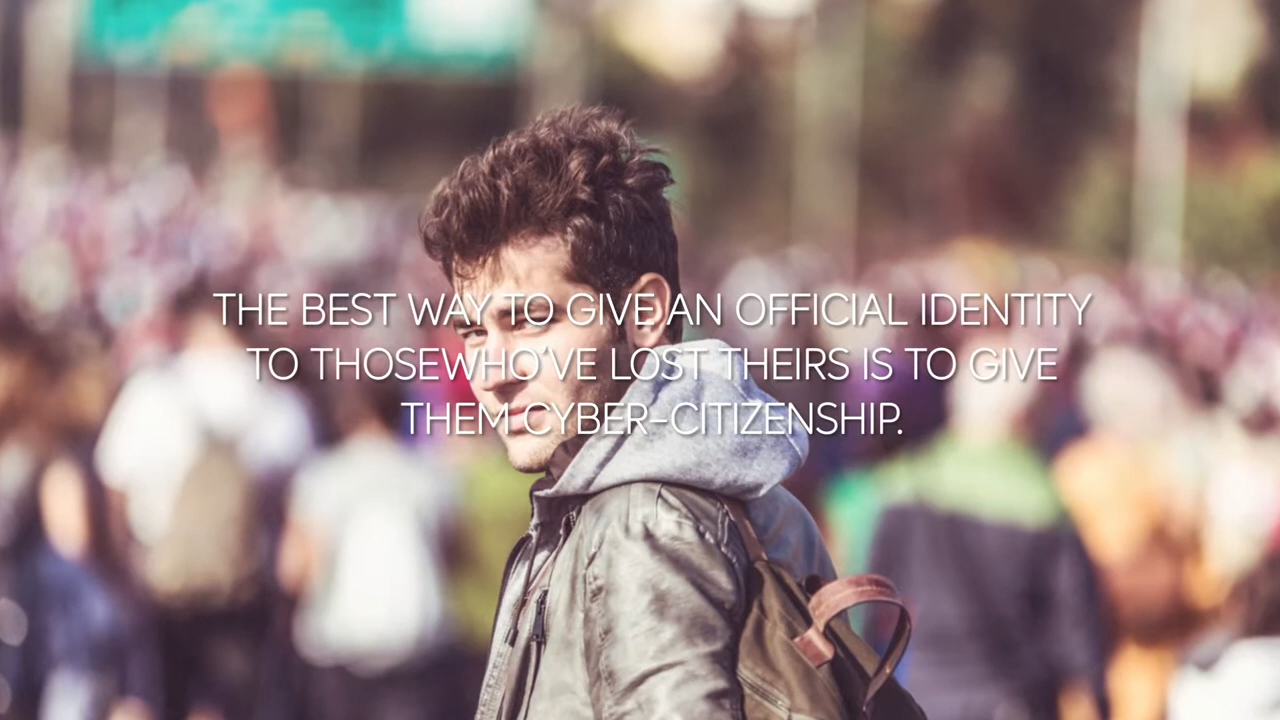 THE BEST WAY TO GIVE AN OFFICIAL IDENTITY
TO THOSEWHO'VE LOST THEIRS IS TO GIVE
THEM CYBER-CITIZENSHIP.